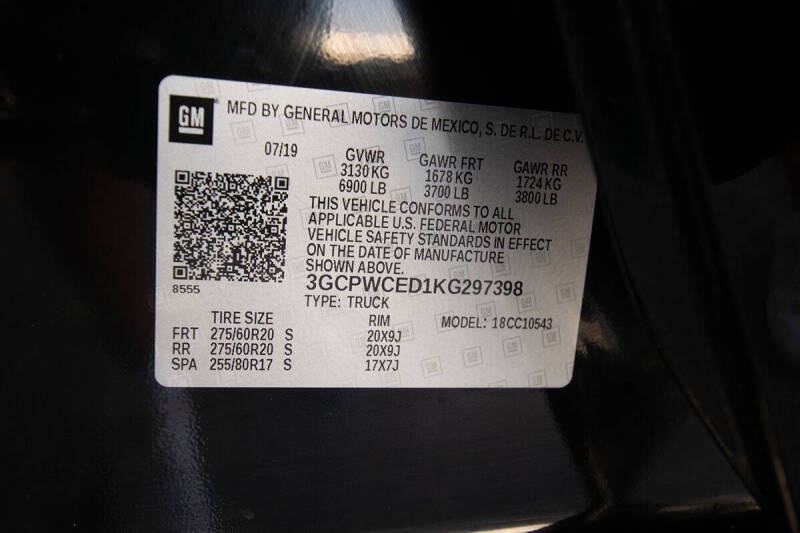 GM
MFD BY GENERAL MOTORS DE MEXICO, S. DE R.L. DE C.V.
07/19 GVWR GAWR FRT GAWR RR
3130 KG 1678 KG 1724 KG
6900 LB 3700 LB 3800 LB
THIS VEHICLE CONFORMS TO ALL
APPLICABLE U.S. FEDERAL MOTOR
VEHICLE SAFETY STANDARDS IN EFFECT
ON THE DATE OF MANUFACTURE
SHOWN ABOVE.
8555
3GCPWCED1KG297398
TYPE: TRUCK
TIRE SIZE RIM MODEL: 18CC10543
FRT 275/60R20 S 20X9J
RR 275/60R20 S 20X9J
SPA 255/80R17 S 17X7J